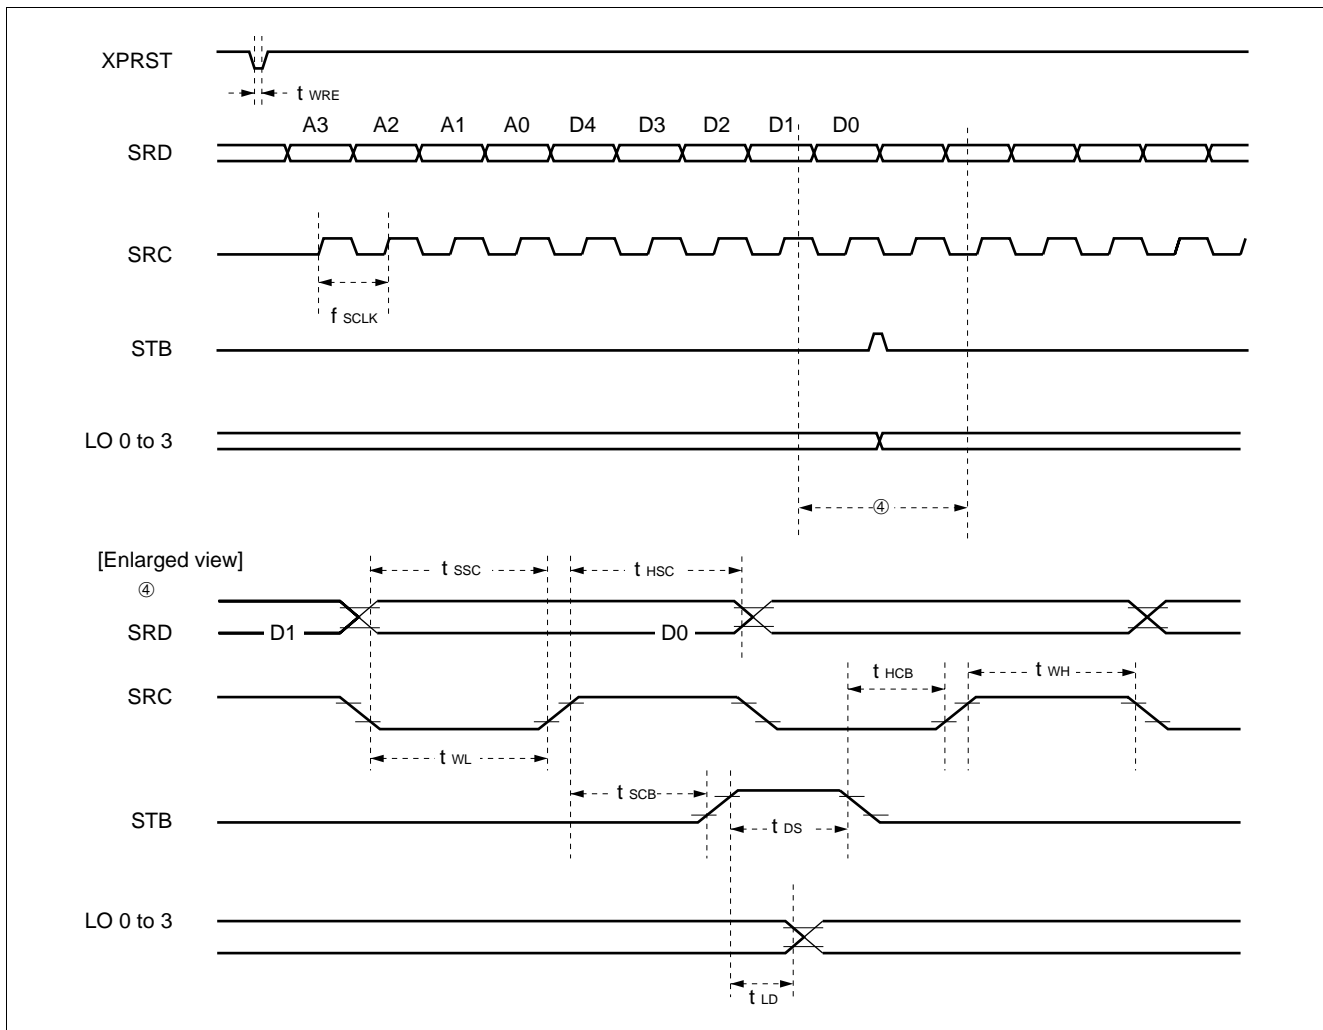 XPRST
t WRE
A3 A2 A1 A0 D4 D3 D2 D1 D0
SRD
SRC
f SCLK
STB
LO 0 to 3
④
[Enlarged view]
④
t SSC t HSC
SRD D1 D0
SRC
t HCB t WH
t WL
t SCB
STB
t DS
LO 0 to 3
t LD